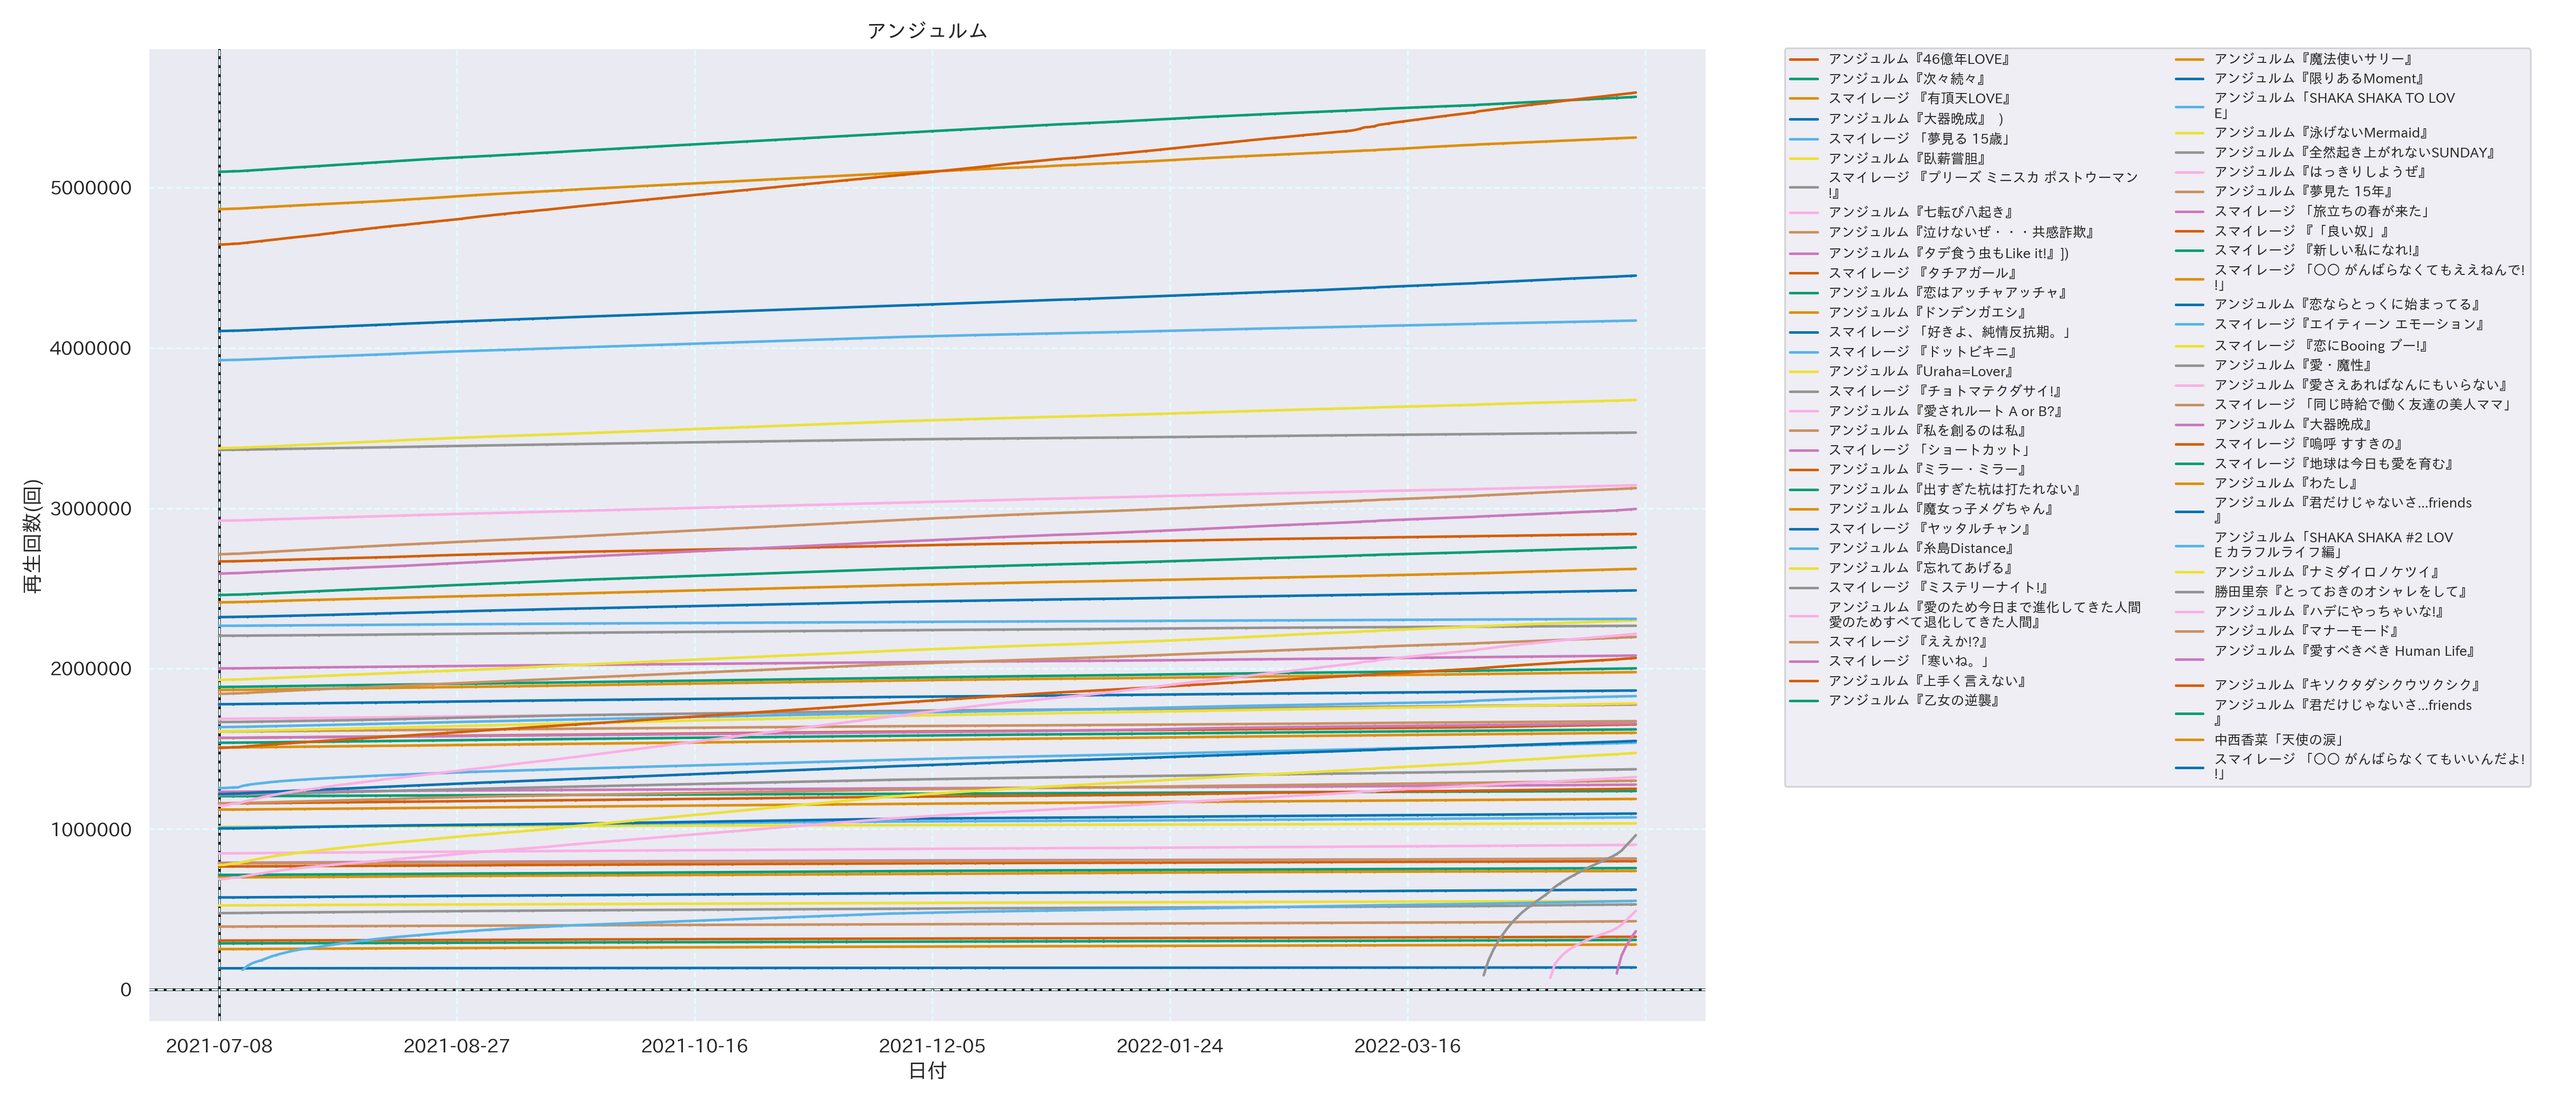 アンジュルム
再生回数(回)
5000000
4000000
3000000
2000000
1000000
0
2021-07-08
2021-08-27
2021-10-16
2021-12-05
2022-01-24
2022-03-16
日付
アンジュルム『46億年LOVE』
アンジュルム『次々続々』
スマイレージ 『有頂天LOVE』
アンジュルム『大器晩成』 )
スマイレージ 「夢見る 15歳」
アンジュルム『臥薪嘗胆』
スマイレージ 『プリーズ ミニスカ ポストウーマン
!』
アンジュルム『七転び八起き』
アンジュルム『泣けないぜ・・・共感詐欺』
アンジュルム『タデ食う虫もLike it!』])
スマイレージ 『タチアガール』
アンジュルム『恋はアッチャアッチャ』
アンジュルム『ドンデンガエシ』
スマイレージ 「好きよ、純情反抗期。」
スマイレージ 『ドットビキニ』
アンジュルム『Uraha=Lover』
スマイレージ 『チョトマテクダサイ!』
アンジュルム『愛されルート A or B?』
アンジュルム『私を創るのは私』
スマイレージ 「ショートカット」
アンジュルム『ミラー・ミラー』
アンジュルム『出すぎた杭は打たれない』
アンジュルム『魔女っ子メグちゃん』
スマイレージ 『ヤッタルチャン』
アンジュルム『糸島Distance』
アンジュルム『忘れてあげる』
スマイレージ 『ミステリーナイト!』
アンジュルム『愛のため今日まで進化してきた人間
愛のためすべて退化してきた人間』
スマイレージ 『ええか!?』
スマイレージ 「寒いね。」
アンジュルム『上手く言えない』
アンジュルム『乙女の逆襲』
アンジュルム『魔法使いサリー』
アンジュルム『限りあるMoment』
アンジュルム「SHAKA SHAKA TO LOV
E」
アンジュルム『泳げないMermaid』
アンジュルム『全然起き上がれないSUNDAY』
アンジュルム『はっきりしようぜ』
アンジュルム『夢見た 15年』
スマイレージ 「旅立ちの春が来た」
スマイレージ 『「良い奴」』
スマイレージ 『新しい私になれ!』
スマイレージ 「〇〇 がんばらなくてもええねんで!
!」
アンジュルム『恋ならとっくに始まってる』
スマイレージ『エイティーン エモーション』
スマイレージ 『恋にBooing ブー!』
アンジュルム『愛・魔性』
アンジュルム『愛さえあればなんにもいらない』
スマイレージ 「同じ時給で働く友達の美人ママ」
アンジュルム『大器晩成』
スマイレージ『嗚呼 すすきの』
スマイレージ『地球は今日も愛を育む』
アンジュルム『わたし』
アンジュルム『君だけじゃないさ...friends
』
アンジュルム「SHAKA SHAKA #2 LOV
E カラフルライフ編」
アンジュルム『ナミダイロノケツイ』
勝田里奈『とっておきのオシャレをして』
アンジュルム『ハデにやっちゃいな!』
アンジュルム『マナーモード』
アンジュルム『愛すべきべき Human Life』
アンジュルム『キソクタダシクウツクシク』
アンジュルム『君だけじゃないさ...friends
』
中西香菜「天使の涙」
スマイレージ 「〇〇 がんばらなくてもいいんだよ!
!」